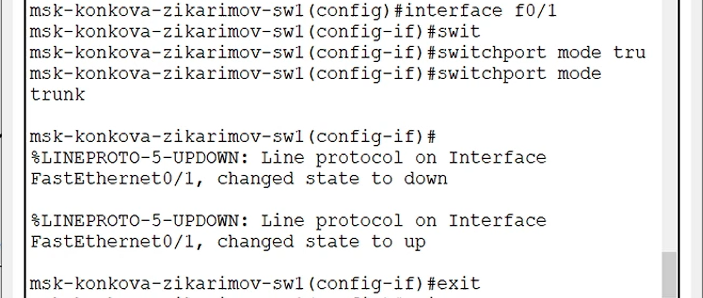 msk-konkova-zikarimov-sw1(config)#interface f0/1
msk-konkova-zikarimov-sw1(config-if)#swit
msk-konkova-zikarimov-sw1(config-if)#switchport mode tru
msk-konkova-zikarimov-sw1(config-if)#switchport mode
trunk
msk-konkova-zikarimov-sw1(config-if)#
%LINEPROTO-5-UPDOWN: Line protocol on Interface
FastEthernet0/1, changed state to down
%LINEPROTO-5-UPDOWN: Line protocol on Interface
FastEthernet0/1, changed state to up
msk-konkova-zikarimov-sw1(config-if)#exit